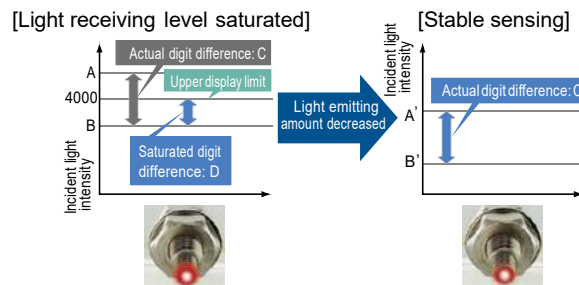 [Light receiving level saturated]
[Stable sensing]
Actual digit difference: C
A
Upper display limit
4000
B
Saturated digit
difference: D
Incident light
intensity
Light emitting
amount decreased
Incident light
intensity
Actual digit difference: C
A'
B'